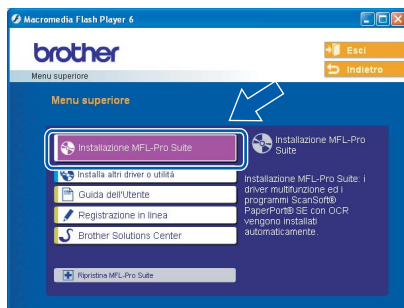 Macromedia Flash Player 6
brother
Esci
Indietro
Menu superiore
Menu superiore
Installazione MFL-Pro Suite
Installa altri driver o utilità
Guida dell'Utente
Registrazione in linea
Brother Solutions Center
Ripristina MFL-Pro Suite
Installazione MFL-Pro
Suite
Installazione MFL-Pro Suite: i
driver multifunzione ed i
programmi ScanSoft®
PaperPort® SE con OCR
vengono installati
automaticamente.